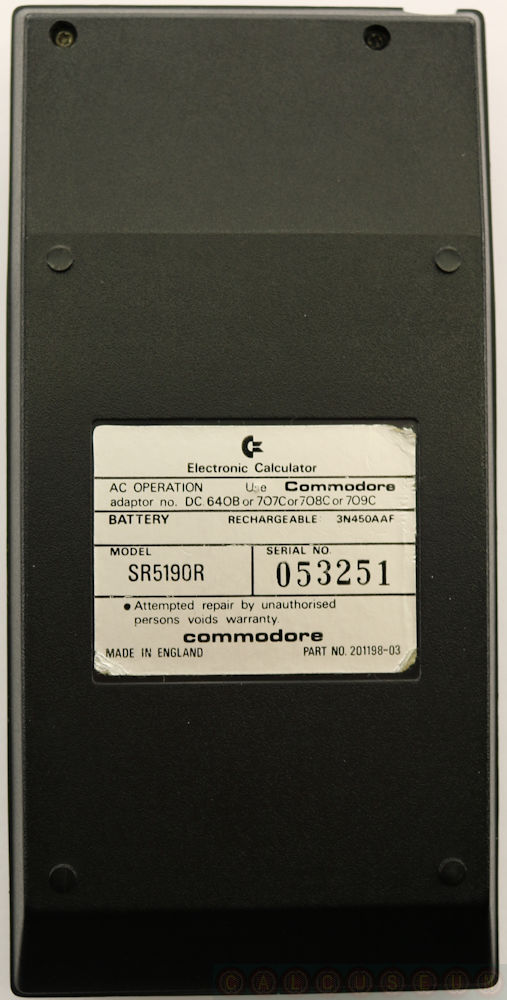 Electronic Calculator
AC OPERATION Use Commodore
adaptor no. DC 640B or 707C or 708C or 709C
BATTERY RECHARGEABLE 3N450AAF
MODEL SERIAL NO.
SR5190R 053251
● Attempted repair by unauthorised
persons voids warranty.
commodore
MADE IN ENGLAND PART NO. 201198-03
CALCUSEUM